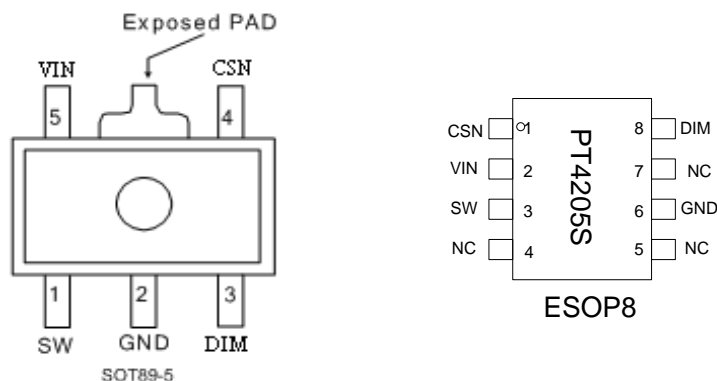 Exposed PAD
VIN
CSN
5
4
1
2
3
SW
GND
DIM
SOT89-5
CSN 1 8 DIM
VIN 2 7 NC
SW 3 6 GND
NC 4 5 NC
PT4205S
ESOP8